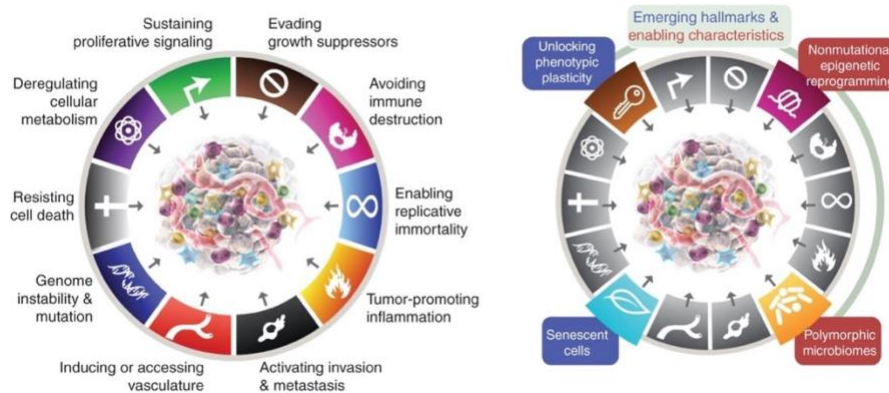 Sustaining
proliferative signaling
Evading
growth suppressors
Deregulating
cellular
metabolism
Avoiding
immune
destruction
Resisting
cell death
Enabling
replicative
immortality
Genome
instability &
mutation
Tumor-promoting
inflammation
Inducing or accessing
vasculature
Activating invasion
& metastasis
Emerging hallmarks &
enabling characteristics
Unlocking
phenotypic
plasticity
Nonmutational
epigenetic
reprogramming
Senescent
cells
Polymorphic
microbiomes